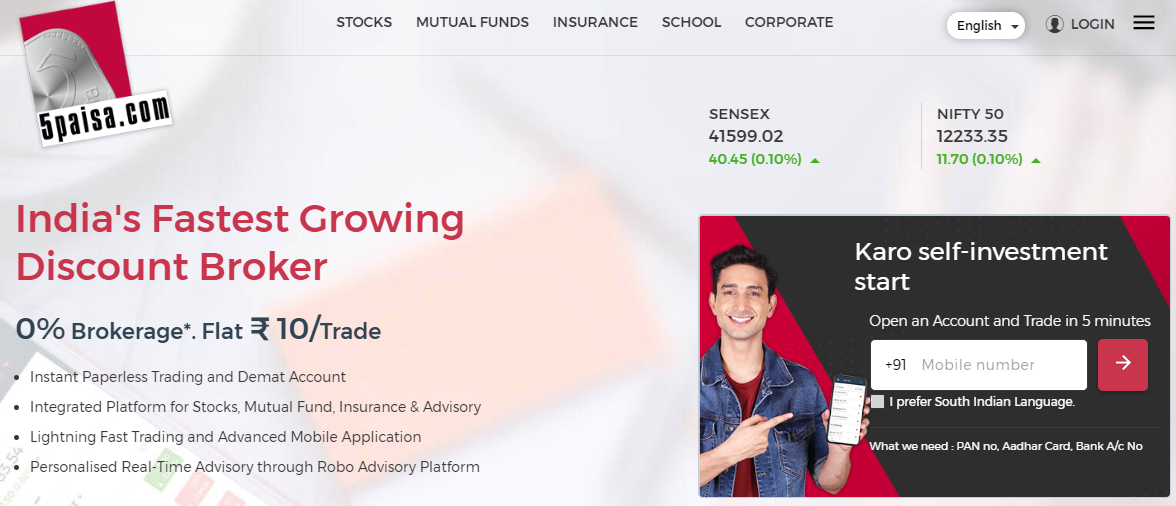 STOCKS MUTUAL FUNDS INSURANCE SCHOOL CORPORATE English LOGIN
5paisa.com
SENSEX
41599.02
40.45 (0.10%)
NIFTY 50
12233.35
11.70 (0.10%)
India's Fastest Growing
Discount Broker
0% Brokerage*. Flat ₹ 10/Trade
Instant Paperless Trading and Demat Account
Integrated Platform for Stocks, Mutual Fund, Insurance & Advisory
Lightning Fast Trading and Advanced Mobile Application
Personalised Real-Time Advisory through Robo Advisory Platform
Karo self-investment
start
Open an Account and Trade in 5 minutes
+91 Mobile number
I prefer South Indian Language.
What we need : PAN no, Aadhar Card, Bank A/c No